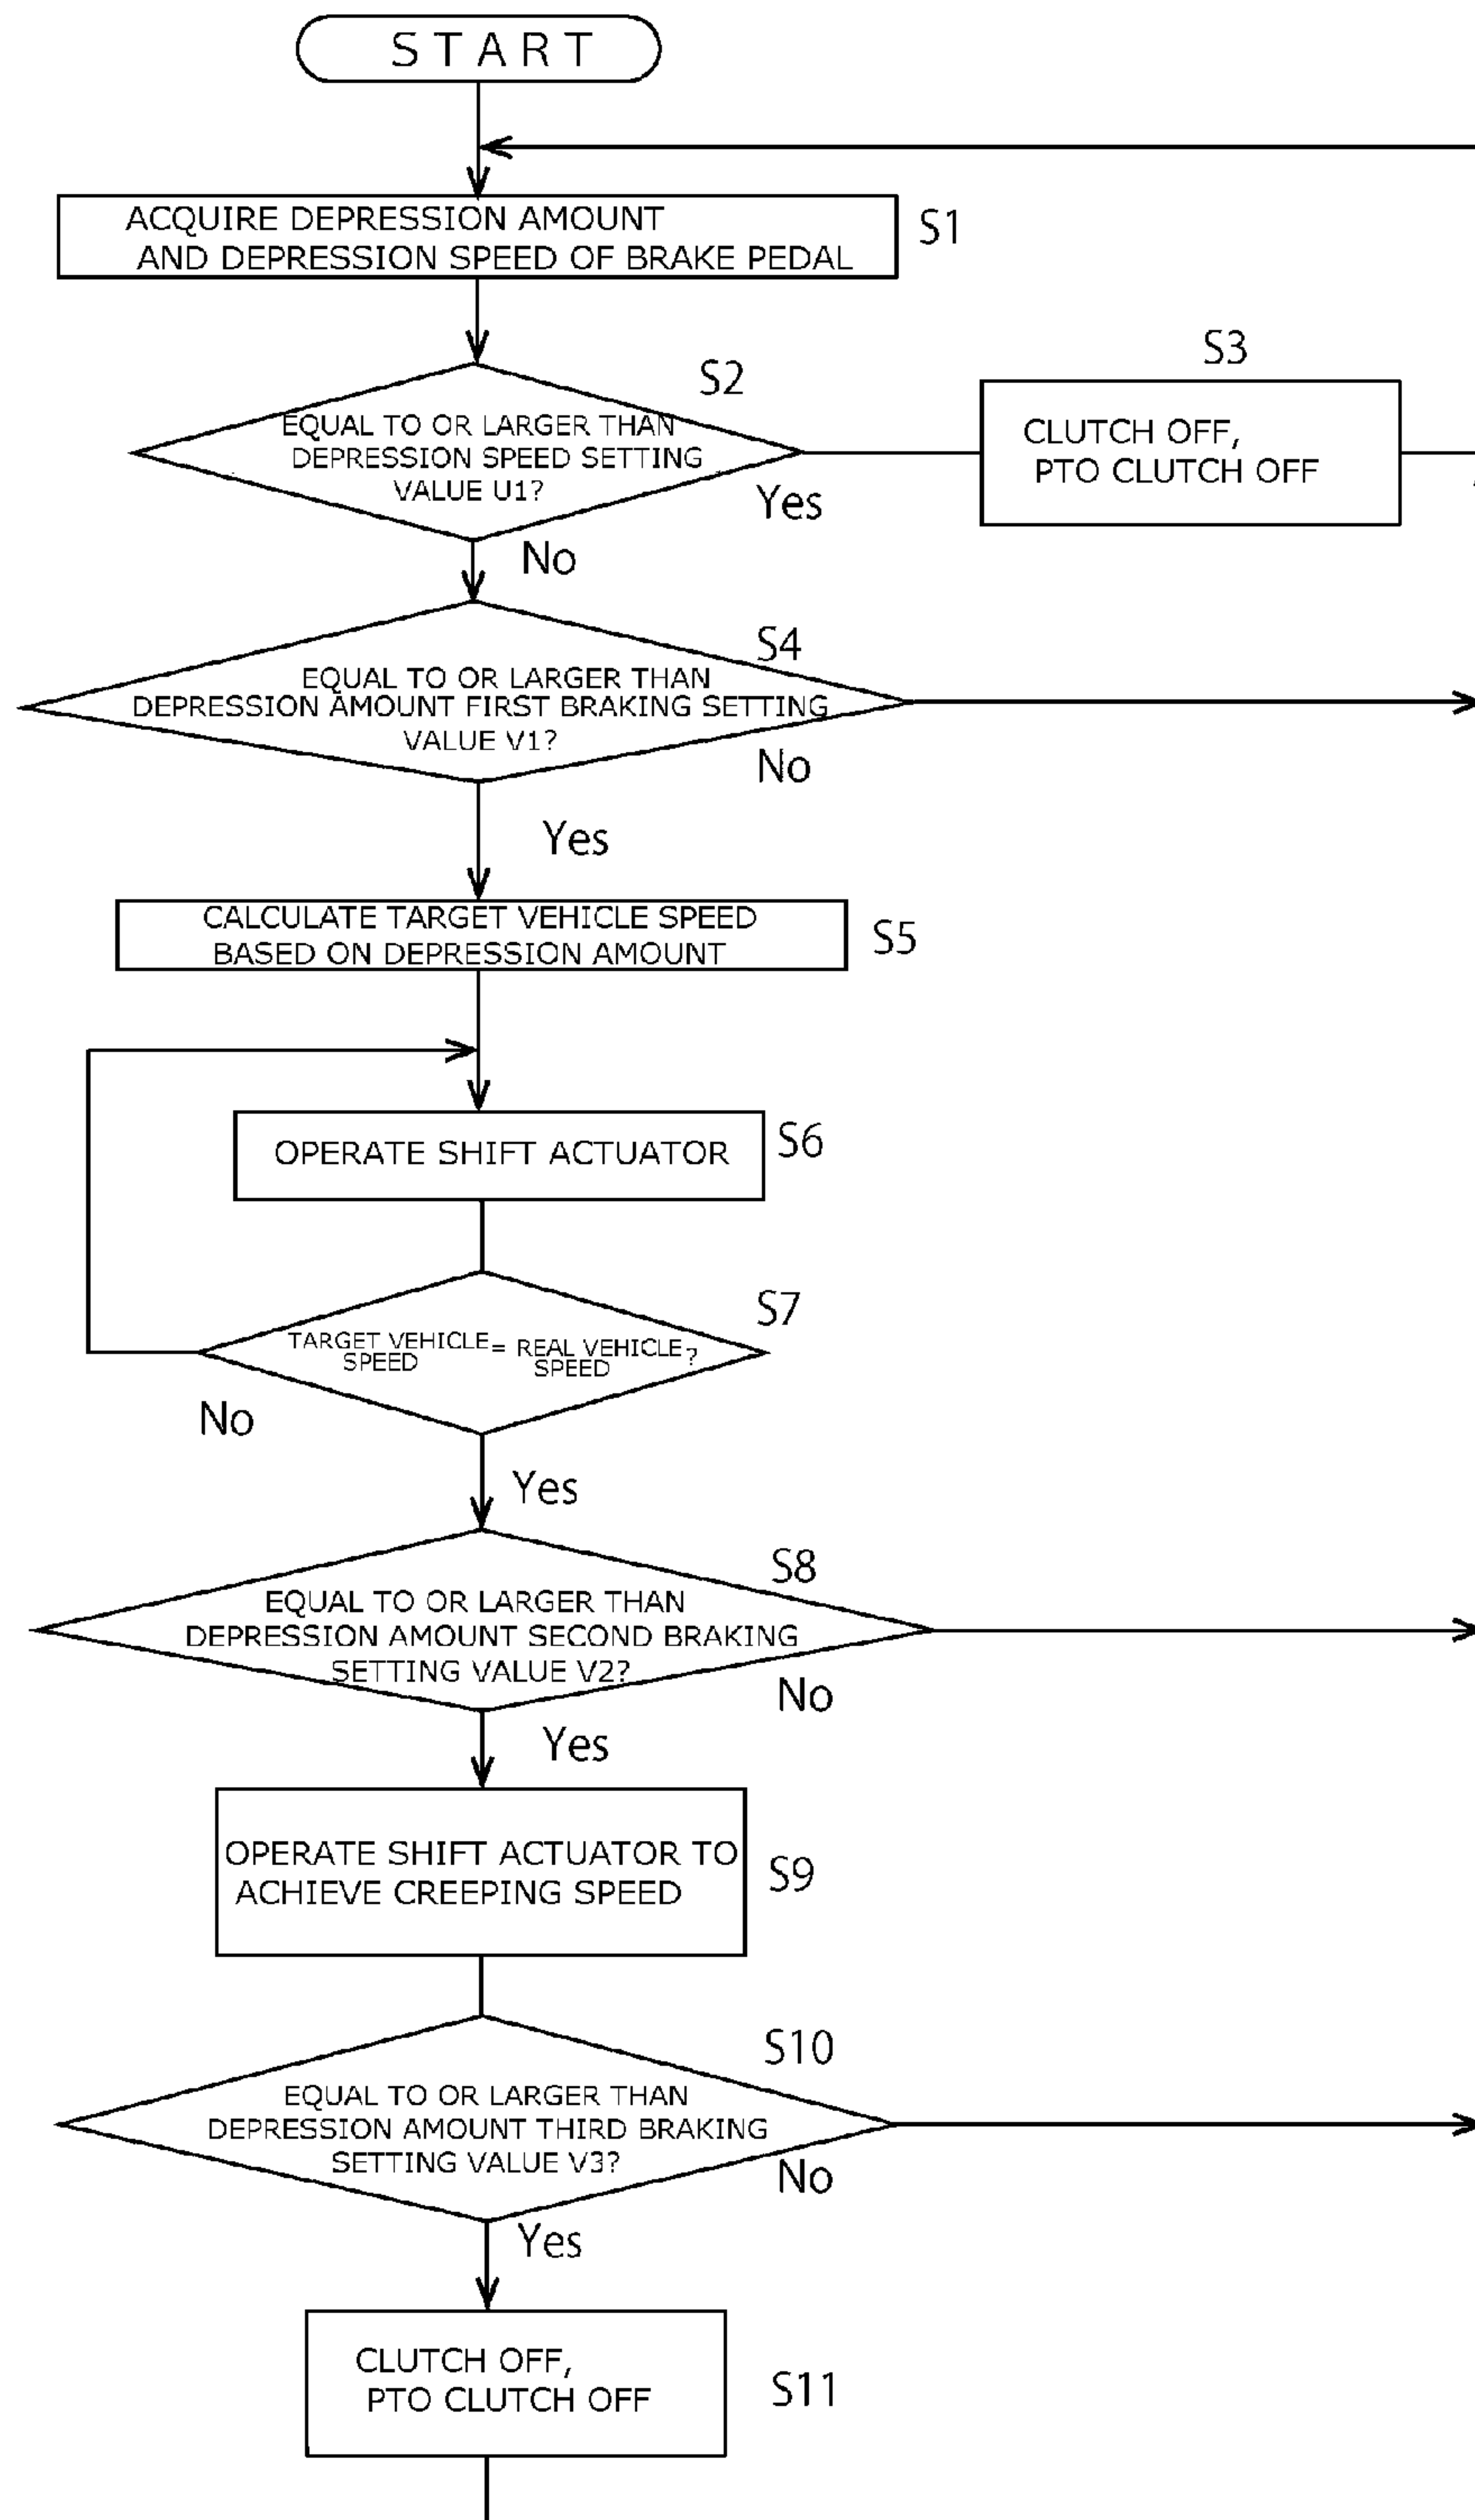 START
ACQUIRE DEPRESSION AMOUNT
AND DEPRESSION SPEED OF BRAKE PEDAL
S1
S2
EQUAL TO OR LARGER THAN
DEPRESSION SPEED SETTING
VALUE U1?
Yes
No
S3
CLUTCH OFF,
PTO CLUTCH OFF
S4
EQUAL TO OR LARGER THAN
DEPRESSION AMOUNT FIRST BRAKING SETTING
VALUE V1?
No
Yes
CALCULATE TARGET VEHICLE SPEED
BASED ON DEPRESSION AMOUNT
S5
OPERATE SHIFT ACTUATOR
S6
S7
TARGET VEHICLE = REAL VEHICLE ?
SPEED SPEED
No
Yes
S8
EQUAL TO OR LARGER THAN
DEPRESSION AMOUNT SECOND BRAKING
SETTING VALUE V2?
No
Yes
OPERATE SHIFT ACTUATOR TO
ACHIEVE CREEPING SPEED
S9
S10
EQUAL TO OR LARGER THAN
DEPRESSION AMOUNT THIRD BRAKING
SETTING VALUE V3?
No
Yes
CLUTCH OFF,
PTO CLUTCH OFF
S11